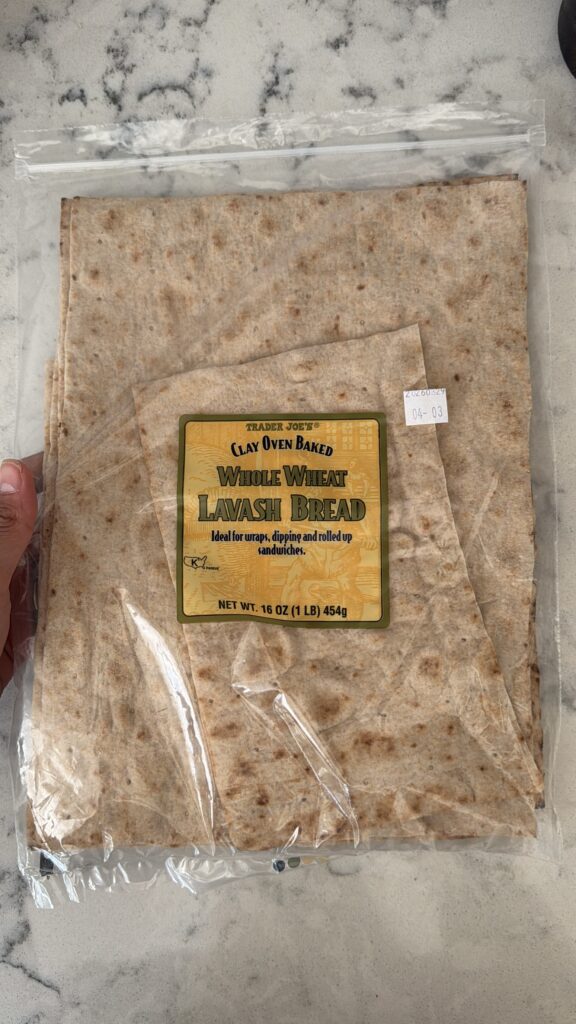 04-03
TRADER JOE'S®
CLAY OVEN BAKED
WHOLE WHEAT
LAVASH BREAD
Ideal for wraps, dipping and rolled up
sandwiches.
K
NET WT. 16 OZ (1 LB) 454g